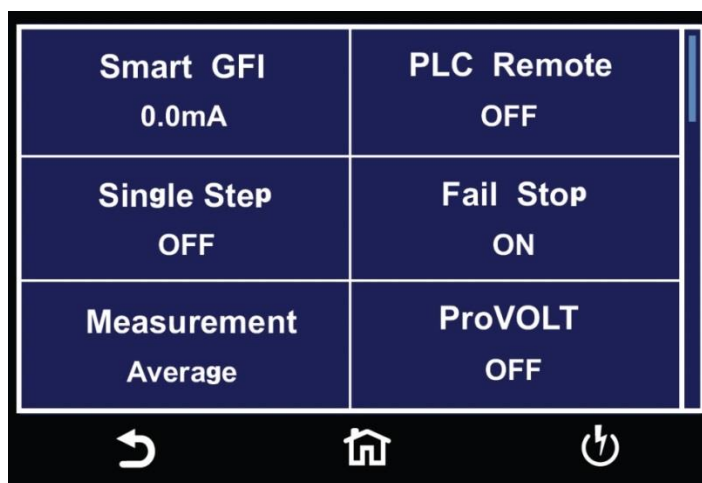 Smart GFI
0.0mA
PLC Remote
OFF
Single Step
OFF
Fail Stop
ON
Measurement
Average
ProVOLT
OFF